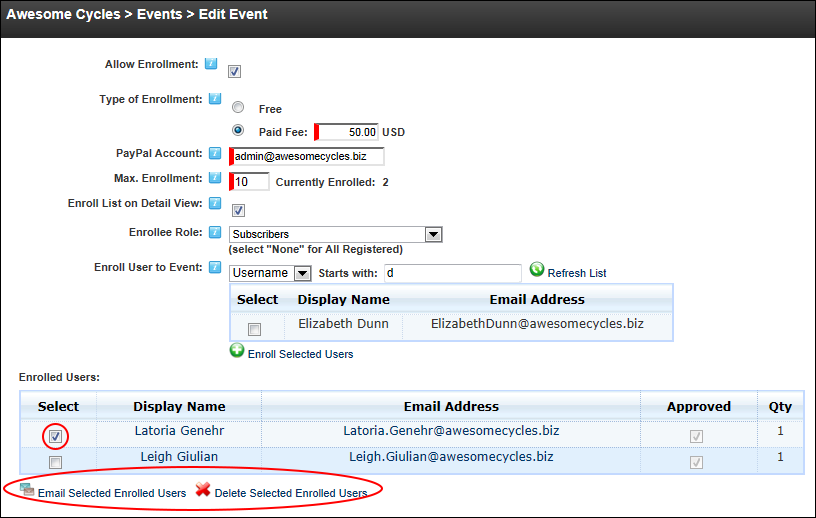 Awesome Cycles > Events > Edit Event
Allow Enrollment:
Type of Enrollment:
Free
Paid Fee: 50.00 USD
PayPal Account: admin@awesomecycles.biz
Max. Enrollment: 10 Currently Enrolled: 2
Enroll List on Detail View:
Enrollee Role: Subscribers
(select "None" for All Registered)
Enroll User to Event: Username Starts with: d Refresh List
Select Display Name Email Address
Elizabeth Dunn ElizabethDunn@awesomecycles.biz
Enroll Selected Users
Enrolled Users:
Select Display Name Email Address Approved Qty
Latoria Genehr Latoria.Genehr@awesomecycles.biz 1
Leigh Giulian Leigh.Giulian@awesomecycles.biz 1
Email Selected Enrolled Users Delete Selected Enrolled Users